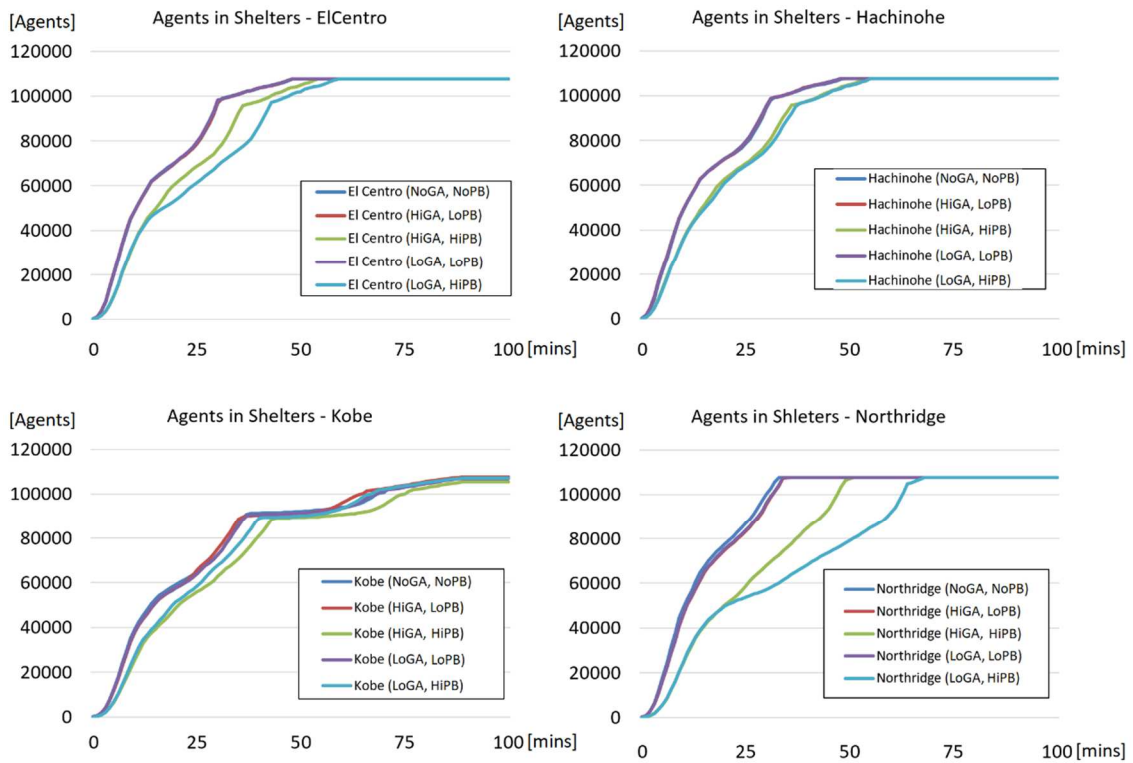 [Agents] Agents in Shelters - ElCentro
120000
100000
80000
60000
40000
20000
0
0 25 50 75 100 [mins]
El Centro (NoGA, NoPB)
El Centro (HiGA, LoPB)
El Centro (HiGA, HiPB)
El Centro (LoGA, LoPB)
El Centro (LoGA, HiPB)
[Agents] Agents in Shelters - Hachinohe
120000
100000
80000
60000
40000
20000
0
0 25 50 75 100 [mins]
Hachinohe (NoGA, NoPB)
Hachinohe (HiGA, LoPB)
Hachinohe (HiGA, HiPB)
Hachinohe (LoGA, LoPB)
Hachinohe (LoGA, HiPB)
[Agents] Agents in Shelters - Kobe
120000
100000
80000
60000
40000
20000
0
0 25 50 75 100 [mins]
Kobe (NoGA, NoPB)
Kobe (HiGA, LoPB)
Kobe (HiGA, HiPB)
Kobe (LoGA, LoPB)
Kobe (LoGA, HiPB)
[Agents] Agents in Shleters - Northridge
120000
100000
80000
60000
40000
20000
0
0 25 50 75 100 [mins]
Northridge (NoGA, NoPB)
Northridge (HiGA, LoPB)
Northridge (HiGA, HiPB)
Northridge (LoGA, LoPB)
Northridge (LoGA, HiPB)